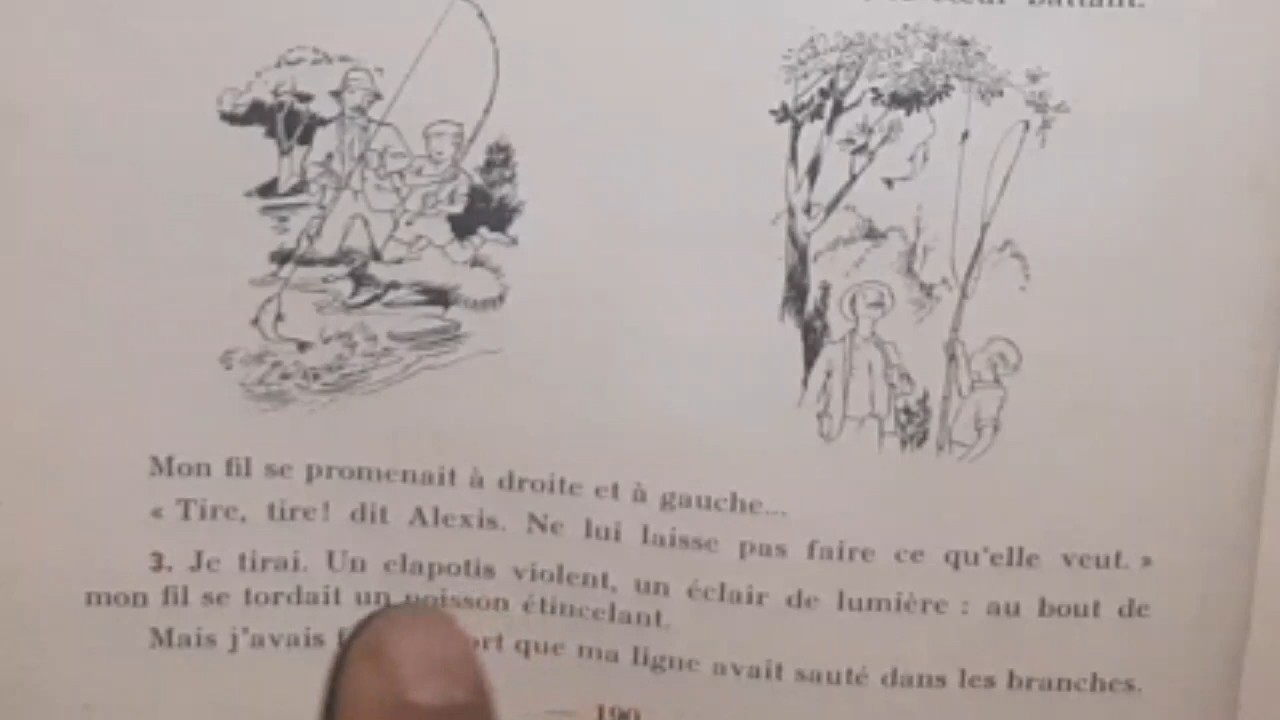 battant.
Mon fil se promenait à droite et à gauche...
« Tire, tire! dit Alexis. Ne lui laisse pas faire ce qu'elle veut. »
3. Je tirai. Un clapotis violent, un éclair de lumière : au bout de
mon fil se tordait un poisson étincelant.
Mais j'avais que ma ligne avait sauté dans les branches.
— 190